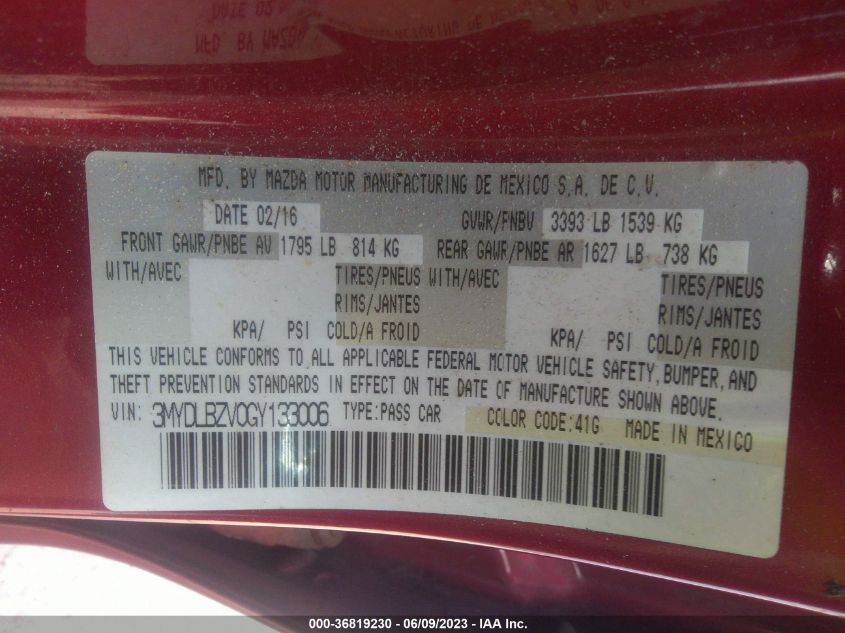 MFD. BY MAZDA MOTOR MANUFACTURING DE MEXICO S.A. DE C.V.
DATE 02/16 GVWR/PNBV 3393 LB 1539 KG
FRONT GAWR/PNBE AV 1795 LB 814 KG REAR GAWR/PNBE AR 1627 LB 738 KG
WITH/AVEC TIRES/PNEUS WITH/AVEC TIRES/PNEUS
RIMS/JANTES RIMS/JANTES
KPA/ PSI COLD/A FROID KPA/ PSI COLD/A FROID
THIS VEHICLE CONFORMS TO ALL APPLICABLE FEDERAL MOTOR VEHICLE SAFETY, BUMPER, AND
THEFT PREVENTION STANDARDS IN EFFECT ON THE DATE OF MANUFACTURE SHOWN ABOVE.
VIN: 3MYDLBZV0GY133006 TYPE:PASS CAR COLOR CODE:41G MADE IN MEXICO
000-36819230 - 06/09/2023 - IAA Inc.